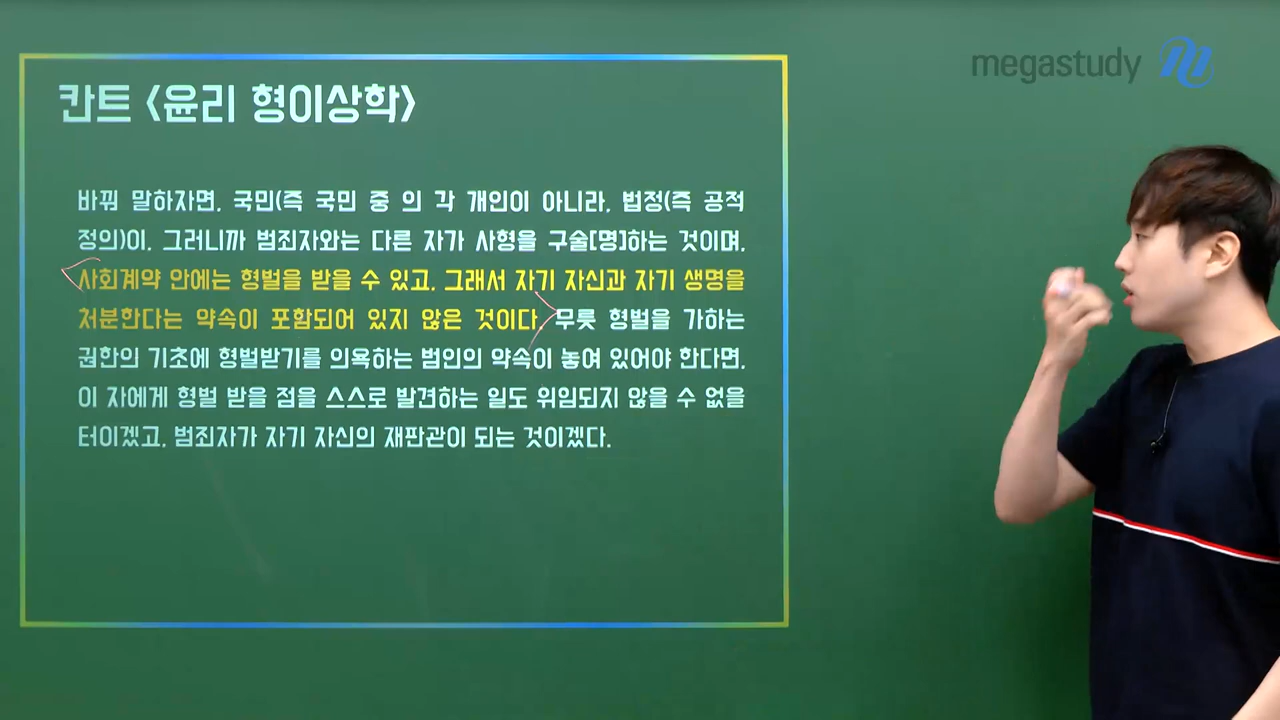 megastudy
칸트 <윤리 형이상학>
바꿔 말하자면, 국민(즉 국민 중 의 각 개인이 아니라, 법정(즉 공적
정의)이, 그러니까 범죄자와는 다른 자가 사형을 구술[명]하는 것이며,
사회계약 안에는 형벌을 받을 수 있고, 그래서 자기 자신과 자기 생명을
처분한다는 약속이 포함되어 있지 않은 것이다. 무릇 형벌을 가하는
권한의 기초에 형벌받기를 의욕하는 범인의 약속이 놓여 있어야 한다면,
이 자에게 형벌 받을 점을 스스로 발견하는 일도 위임되지 않을 수 없을
터이겠고, 범죄자가 자기 자신의 재판관이 되는 것이겠다.